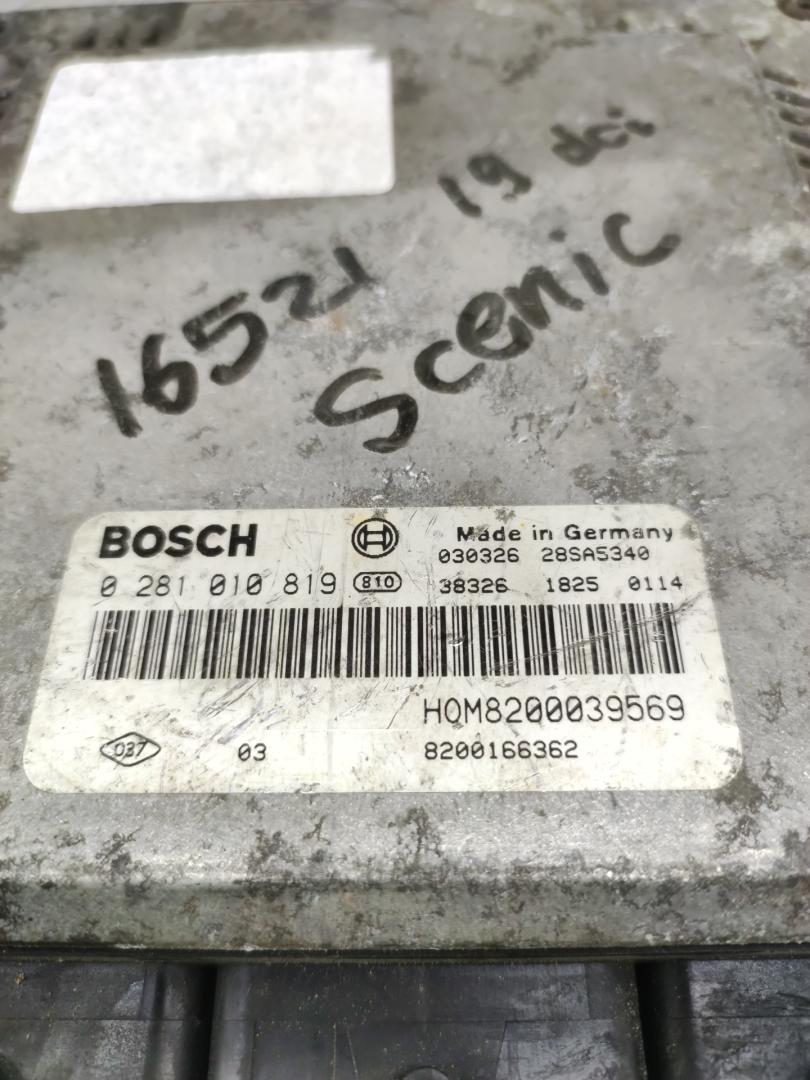 19 dci
16521
Scenic
BOSCH
Made in Germany
030326 28SA5340
0 281 010 819 810
38326 1825 0114
HOM8200039569
037 03 8200166362